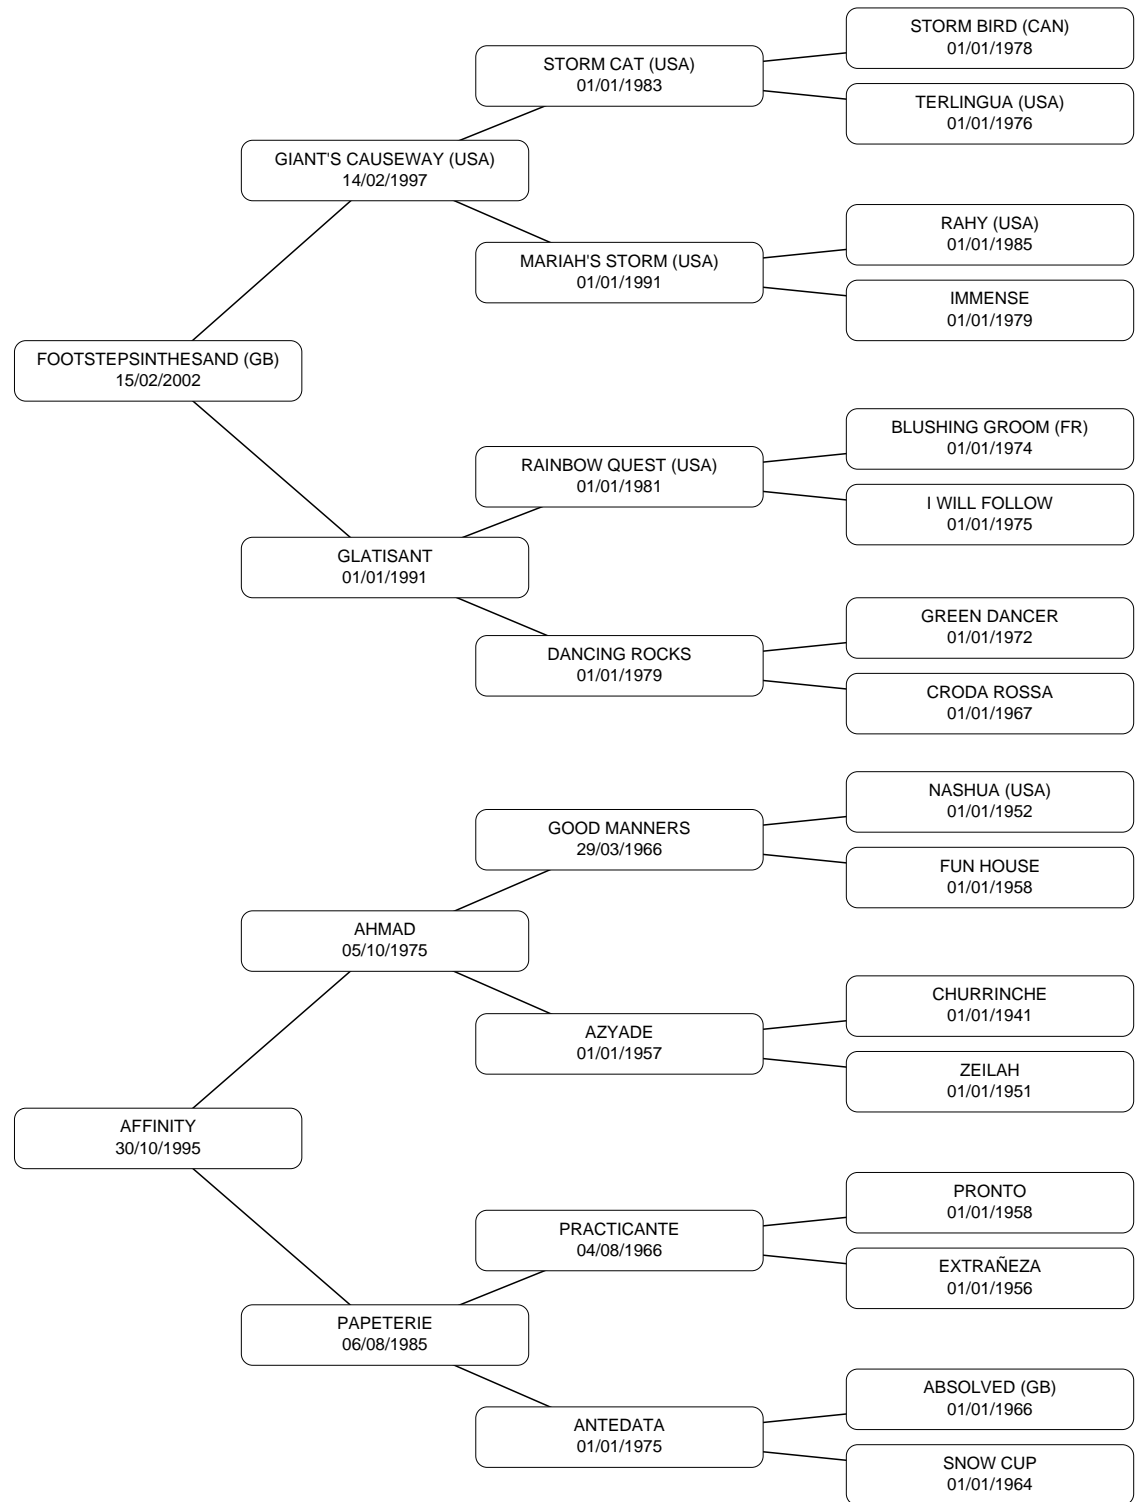 STORM BIRD (CAN)
01/01/1978
STORM CAT (USA)
01/01/1983
TERLINGUA (USA)
01/01/1976
GIANT'S CAUSEWAY (USA)
14/02/1997
RAHY (USA)
01/01/1985
MARIAH'S STORM (USA)
01/01/1991
IMMENSE
01/01/1979
FOOTSTEPSINTHESAND (GB)
15/02/2002
BLUSHING GROOM (FR)
01/01/1974
RAINBOW QUEST (USA)
01/01/1981
I WILL FOLLOW
01/01/1975
GLATISANT
01/01/1991
GREEN DANCER
01/01/1972
DANCING ROCKS
01/01/1979
CRODA ROSSA
01/01/1967
NASHUA (USA)
01/01/1952
GOOD MANNERS
29/03/1966
FUN HOUSE
01/01/1958
AHMAD
05/10/1975
CHURRINCHE
01/01/1941
AZYADE
01/01/1957
ZEILAH
01/01/1951
AFFINITY
30/10/1995
PRONTO
01/01/1958
PRACTICANTE
04/08/1966
EXTRAÑEZA
01/01/1956
PAPETERIE
06/08/1985
ABSOLVED (GB)
01/01/1966
ANTEDATA
01/01/1975
SNOW CUP
01/01/1964